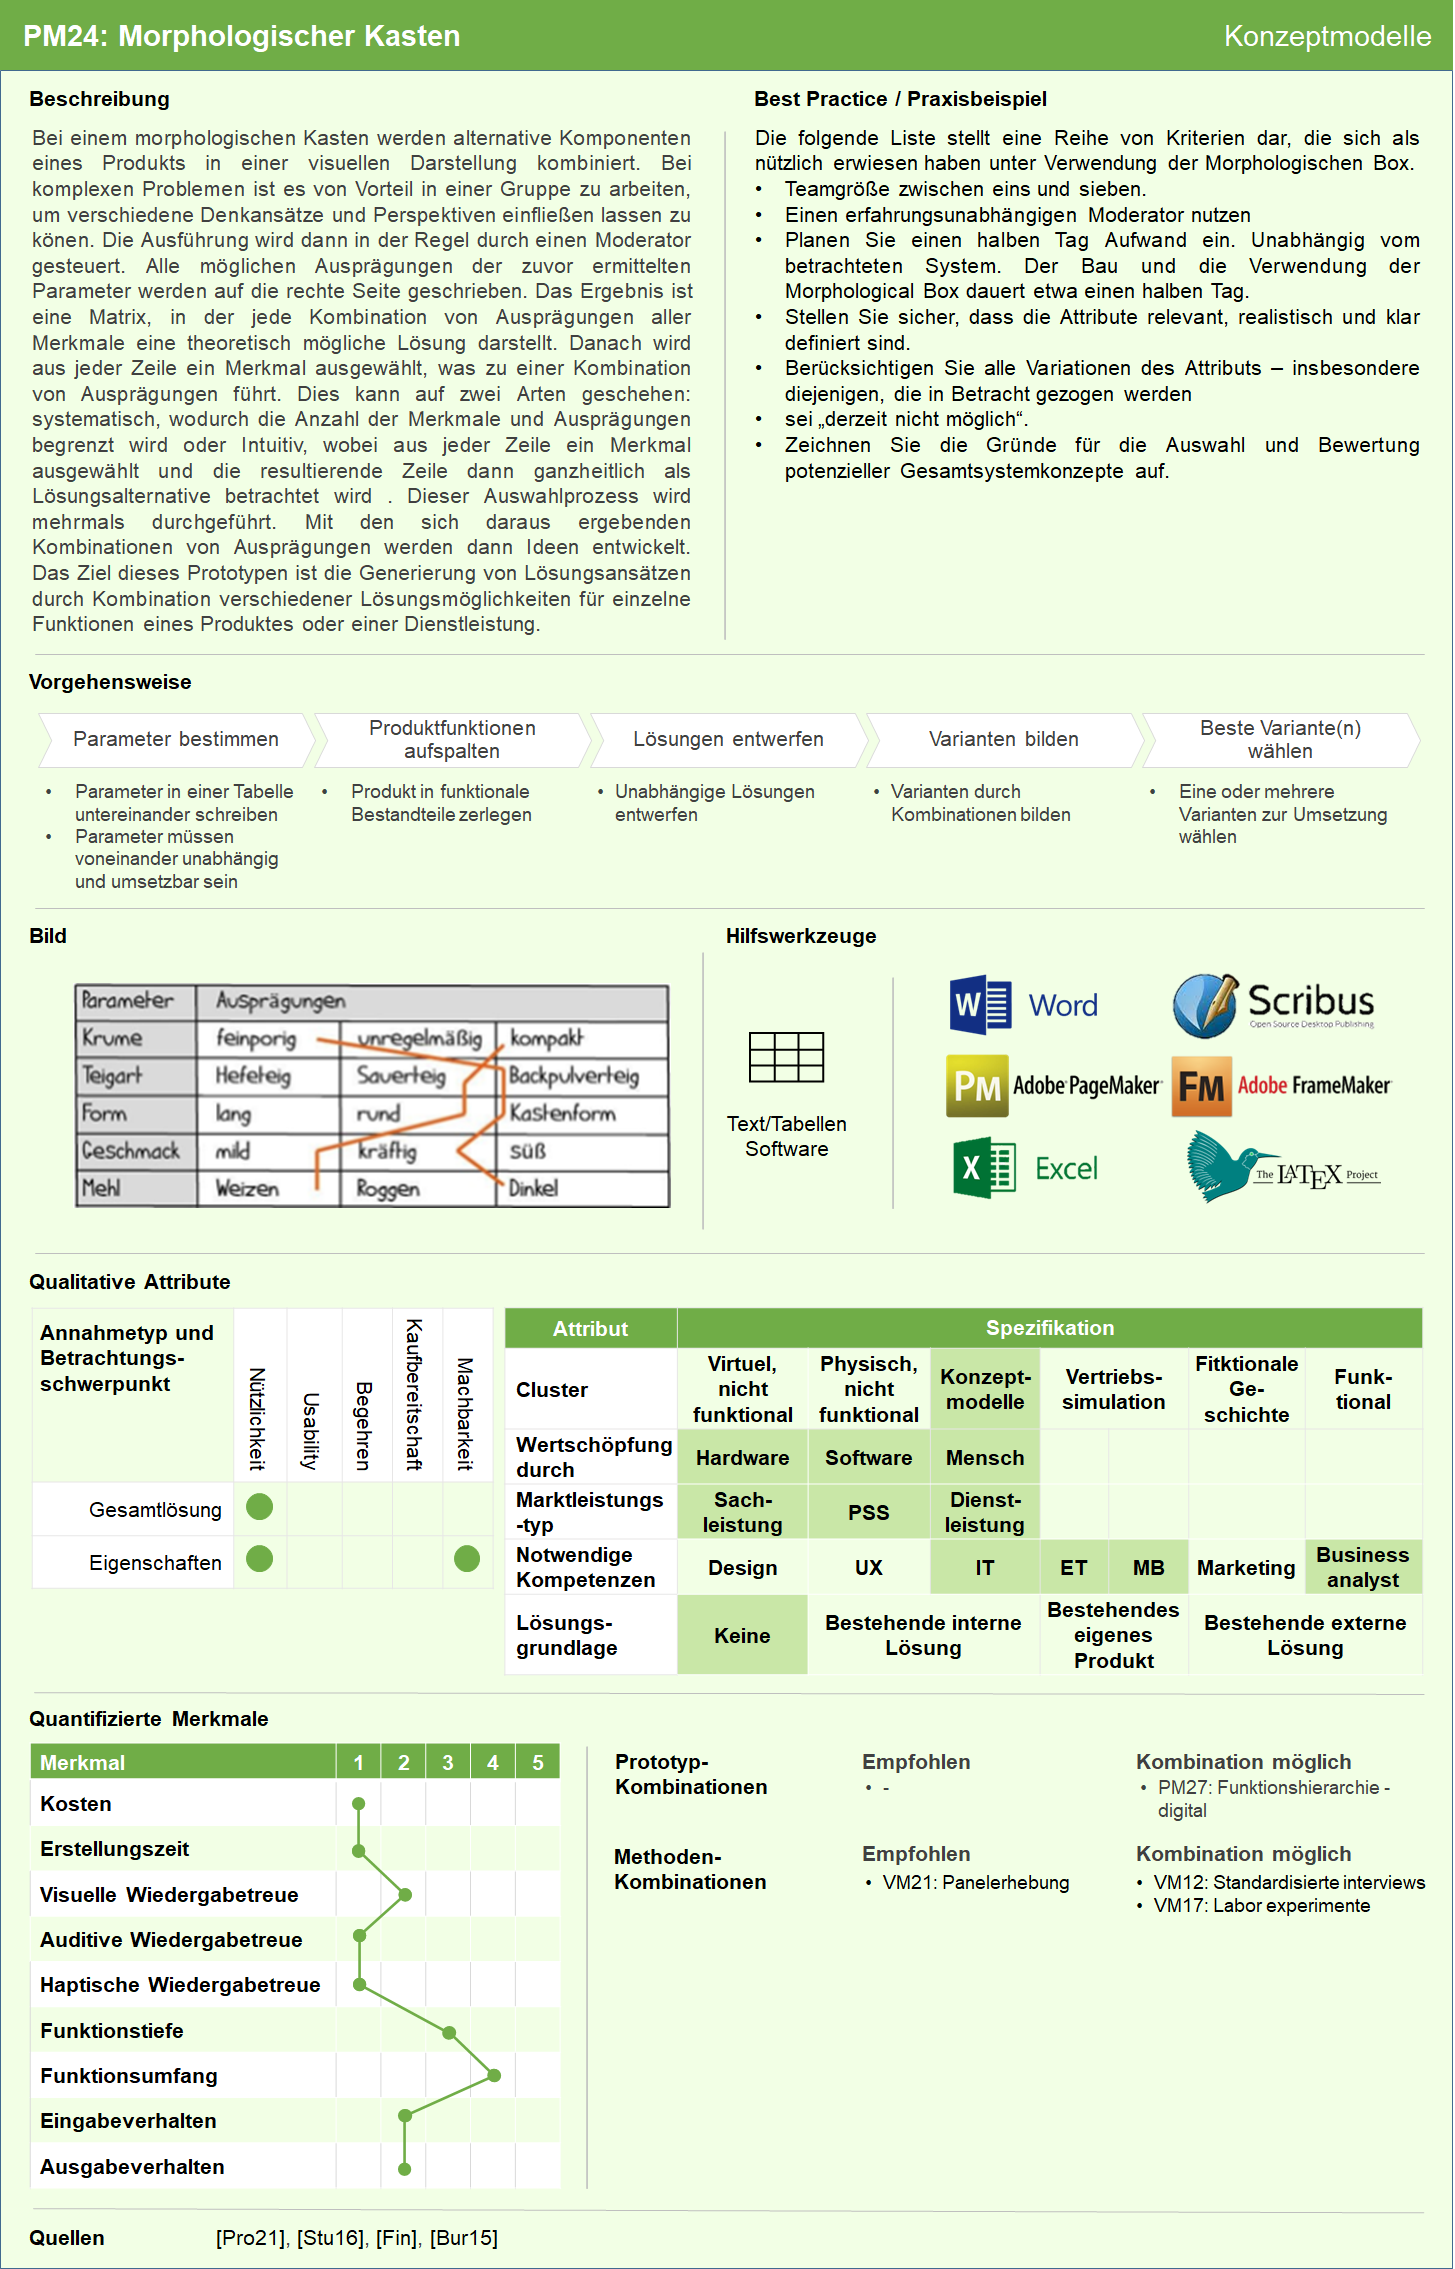 PM24: Morphologischer Kasten
Konzeptmodelle
Beschreibung
Bei einem morphologischen Kasten werden alternative Komponenten
eines Produkts in einer visuellen Darstellung kombiniert. Bei
komplexen Problemen ist es von Vorteil in einer Gruppe zu arbeiten,
um verschiedene Denkansätze und Perspektiven einfließen lassen zu
könen. Die Ausführung wird dann in der Regel durch einen Moderator
gesteuert. Alle möglichen Ausprägungen der zuvor ermittelten
Parameter werden auf die rechte Seite geschrieben. Das Ergebnis ist
eine Matrix, in der jede Kombination von Ausprägungen aller
Merkmale eine theoretisch mögliche Lösung darstellt. Danach wird
aus jeder Zeile ein Merkmal ausgewählt, was zu einer Kombination
von Ausprägungen führt. Dies kann auf zwei Arten geschehen:
systematisch, wodurch die Anzahl der Merkmale und Ausprägungen
begrenzt wird oder Intuitiv, wobei aus jeder Zeile ein Merkmal
ausgewählt und die resultierende Zeile dann ganzheitlich als
Lösungsalternative betrachtet wird . Dieser Auswahlprozess wird
mehrmals durchgeführt. Mit den sich daraus ergebenden
Kombinationen von Ausprägungen werden dann Ideen entwickelt.
Das Ziel dieses Prototypen ist die Generierung von Lösungsansätzen
durch Kombination verschiedener Lösungsmöglichkeiten für einzelne
Funktionen eines Produktes oder einer Dienstleistung.
Best Practice / Praxisbeispiel
Die folgende Liste stellt eine Reihe von Kriterien dar, die sich als
nützlich erwiesen haben unter Verwendung der Morphologischen Box.
• Teamgröße zwischen eins und sieben.
• Einen erfahrungsunabhängigen Moderator nutzen
• Planen Sie einen halben Tag Aufwand ein. Unabhängig vom
betrachteten System. Der Bau und die Verwendung der
Morphological Box dauert etwa einen halben Tag.
• Stellen Sie sicher, dass die Attribute relevant, realistisch und klar
definiert sind.
• Berücksichtigen Sie alle Variationen des Attributs – insbesondere
diejenigen, die in Betracht gezogen werden
• sei „derzeit nicht möglich“.
• Zeichnen Sie die Gründe für die Auswahl und Bewertung
potenzieller Gesamtsystemkonzepte auf.
Vorgehensweise
Parameter bestimmen
Produktfunktionen
aufspalten
Lösungen entwerfen
Varianten bilden
Beste Variante(n)
wählen
• Parameter in einer Tabelle
untereinander schreiben
• Parameter müssen
voneinander unabhängig
und umsetzbar sein
• Produkt in funktionale
Bestandteile zerlegen
• Unabhängige Lösungen
entwerfen
• Varianten durch
Kombinationen bilden
• Eine oder mehrere
Varianten zur Umsetzung
wählen
Bild
Parameter Ausprägungen
Krume feinporig unregelmäßig kompakt
Teigart Hefeteig Sauerteig Backpulverteig
Form lang rund Kastenform
Geschmack mild kräftig süß
Mehl Weizen Roggen Dinkel
Hilfswerkzeuge
Text/Tabellen
Software
W Word
Scribus
Open Source Desktop Publishing
PM Adobe PageMaker
FM Adobe FrameMaker
X Excel
The LATEX Project
Qualitative Attribute
Annahmetyp und
Betrachtungs-
schwerpunkt
Nützlichkeit
Usability
Begehren
Kaufbereitschaft
Machbarkeit
Gesamtlösung
Eigenschaften
Attribut Spezifikation
Cluster
Virtuel,
nicht
funktional
Physisch,
nicht
funktional
Konzept-
modelle
Vertriebs-
simulation
Fitktionale
Ge-
schichte
Funk-
tional
Wertschöpfung
durch
Hardware Software Mensch
Marktleistungs
-typ
Sach-
leistung
PSS
Dienst-
leistung
Notwendige
Kompetenzen
Design UX IT ET MB Marketing
Business
analyst
Lösungs-
grundlage
Keine
Bestehende interne
Lösung
Bestehendes
eigenes
Produkt
Bestehende externe
Lösung
Quantifizierte Merkmale
Merkmal 1 2 3 4 5
Kosten
Erstellungszeit
Visuelle Wiedergabetreue
Auditive Wiedergabetreue
Haptische Wiedergabetreue
Funktionstiefe
Funktionsumfang
Eingabeverhalten
Ausgabeverhalten
Prototyp-
Kombinationen
Empfohlen
• -
Kombination möglich
• PM27: Funktionshierarchie -
digital
Methoden-
Kombinationen
Empfohlen
• VM21: Panelerhebung
Kombination möglich
• VM12: Standardisierte interviews
• VM17: Labor experimente
Quellen
[Pro21], [Stu16], [Fin], [Bur15]